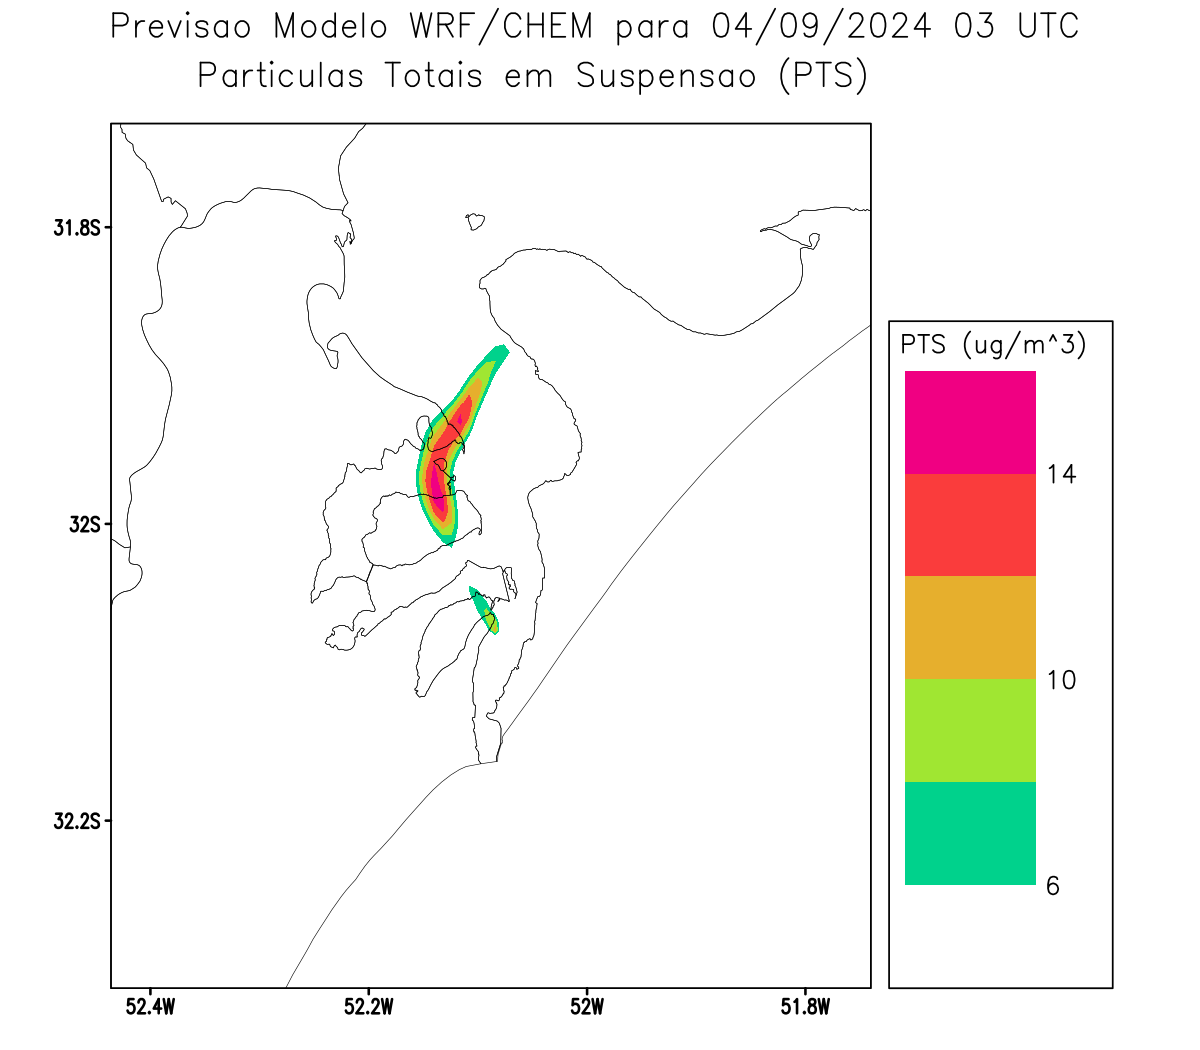 Previsao Modelo WRF/CHEM para 04/09/2024 03 UTC
Particulas Totais em Suspensao (PTS)
31.8S
32S
32.2S
52.4W
52.2W
52W
51.8W
PTS (ug/m^3)
14
10
6